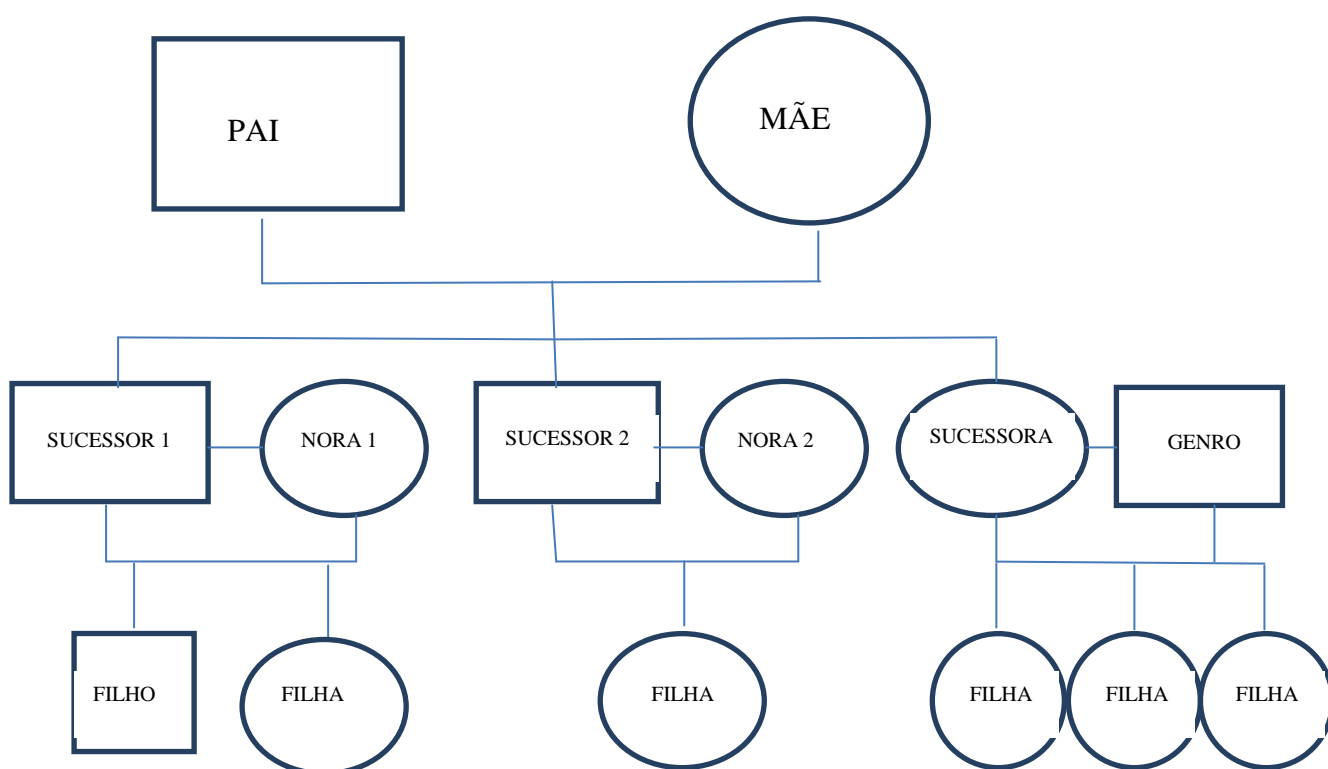 PAI
MÃE
SUCESSOR 1
NORA 1
SUCESSOR 2
NORA 2
SUCESSORA
GENRO
FILHO
FILHA
FILHA
FILHA
FILHA
FILHA